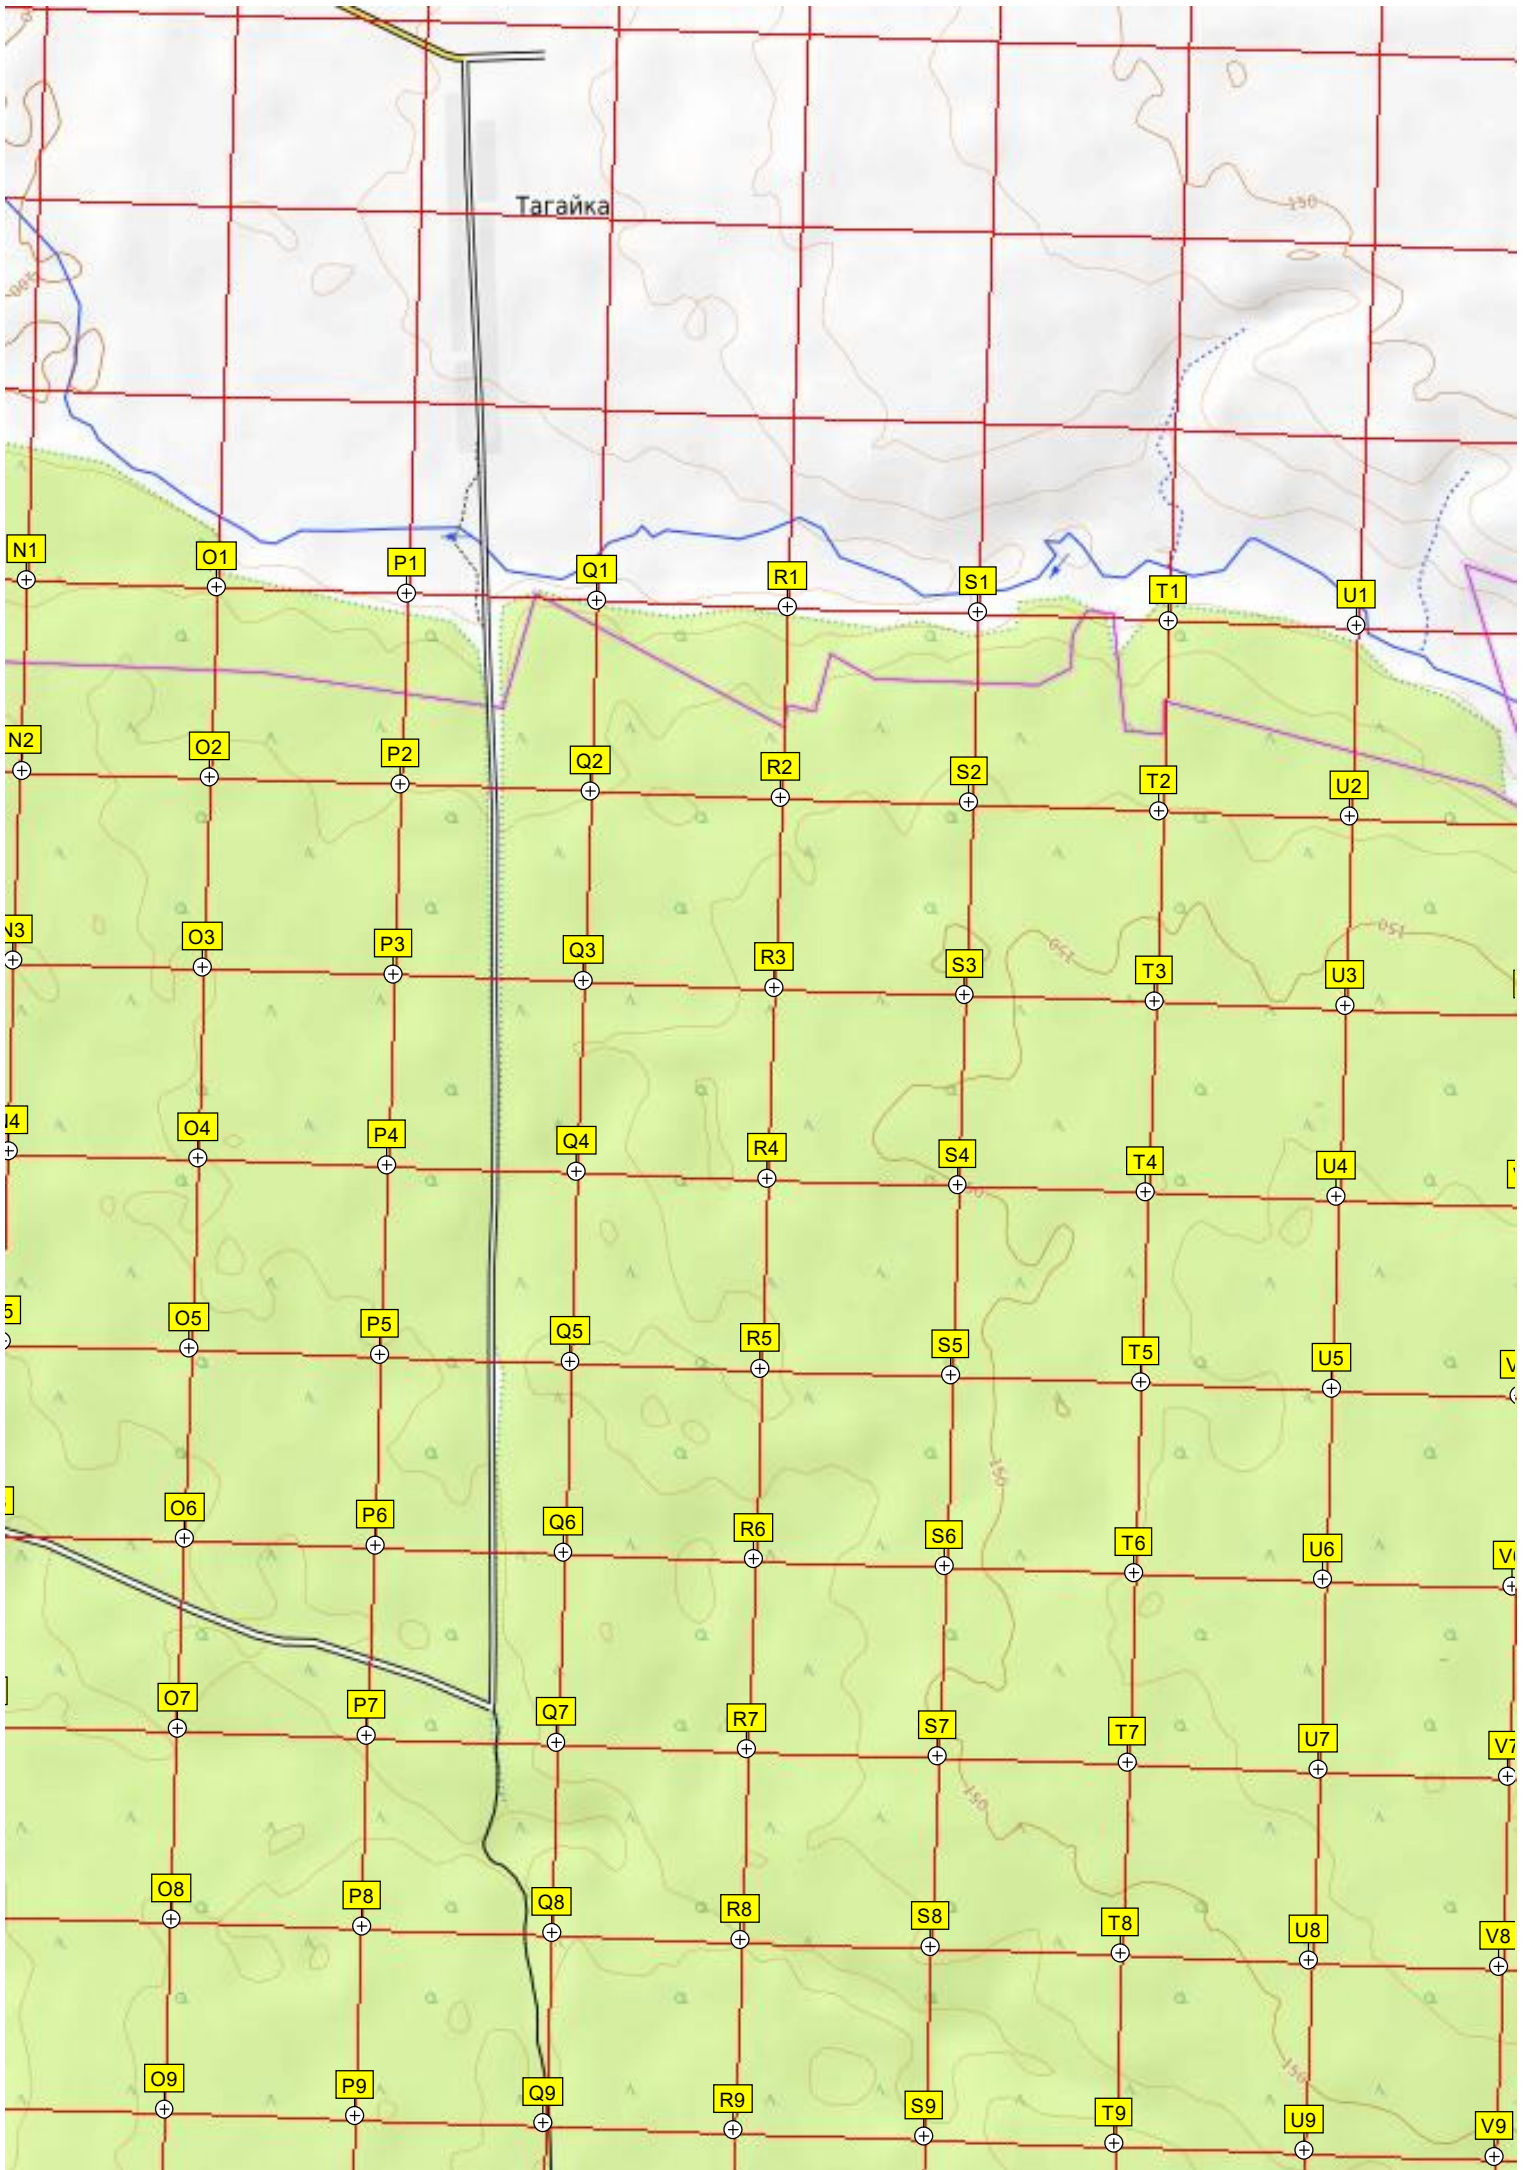 Тагайка
150
100
N1 O1 P1 Q1 R1 S1 T1 U1
N2 O2 P2 Q2 R2 S2 T2 U2
N3 O3 P3 Q3 R3 S3 T3 U3
150
150
O4 P4 Q4 R4 S4 T4 U4
O5 P5 Q5 R5 S5 T5 U5
150
O6 P6 Q6 R6 S6 T6 U6
O7 P7 Q7 R7 S7 T7 U7 V7
150
O8 P8 Q8 R8 S8 T8 U8 V8
150
O9 P9 Q9 R9 S9 T9 U9 V9